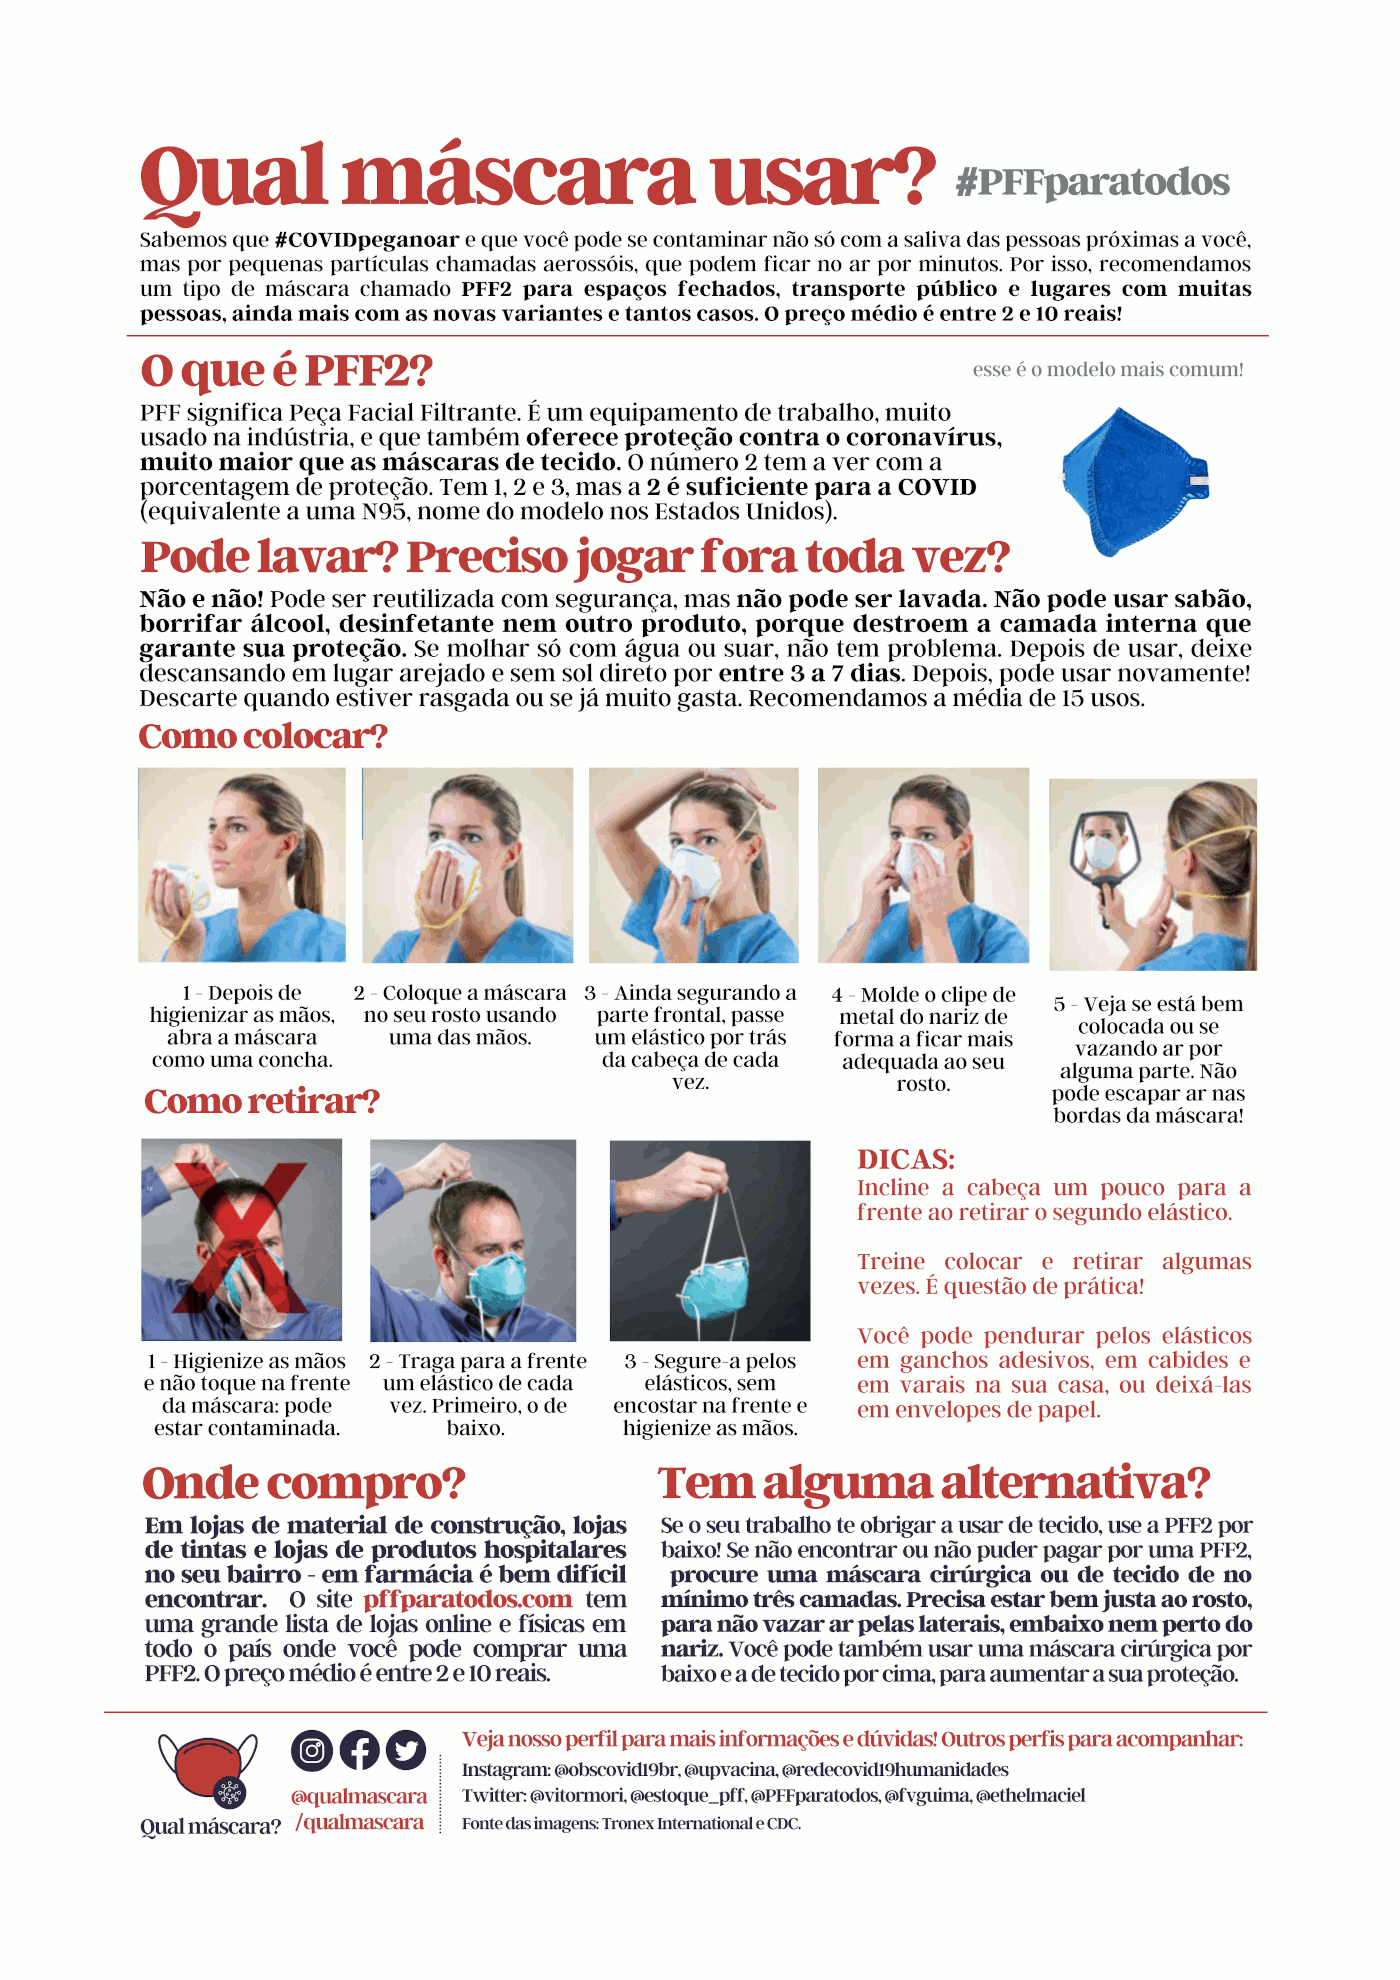 Qual máscara usar? #PFFparatodos
Sabemos que #COVIDpeganoar e que você pode se contaminar não só com a saliva das pessoas próximas a você,
mas por pequenas partículas chamadas aerossóis, que podem ficar no ar por minutos. Por isso, recomendamos
um tipo de máscara chamado PFF2 para espaços fechados, transporte público e lugares com muitas
pessoas, ainda mais com as novas variantes e tantos casos. O preço médio é entre 2 e 10 reais!
O que é PFF2?
esse é o modelo mais comum!
PFF significa Peça Facial Filtrante. É um equipamento de trabalho, muito
usado na indústria, e que também oferece proteção contra o coronavírus,
muito maior que as máscaras de tecido. O número 2 tem a ver com a
porcentagem de proteção. Tem 1, 2 e 3, mas a 2 é suficiente para a COVID
(equivalente a uma N95, nome do modelo nos Estados Unidos).
Pode lavar? Preciso jogar fora toda vez?
Não e não! Pode ser reutilizada com segurança, mas não pode ser lavada. Não pode usar sabão,
borrifar álcool, desinfetante nem outro produto, porque destroem a camada interna que
garante sua proteção. Se molhar só com água ou suar, não tem problema. Depois de usar, deixe
descansando em lugar arejado e sem sol direto por entre 3 a 7 dias. Depois, pode usar novamente!
Descarte quando estiver rasgada ou se já muito gasta. Recomendamos a média de 15 usos.
Como colocar?
1 - Depois de
higienizar as mãos,
abra a máscara
como uma concha.
2 - Coloque a máscara
no seu rosto usando
uma das mãos.
3 - Ainda segurando a
parte frontal, passe
um elástico por trás
da cabeça de cada
vez.
4 - Molde o clipe de
metal do nariz de
forma a ficar mais
adequada ao seu
rosto.
5 - Veja se está bem
colocada ou se
vazando ar por
alguma parte. Não
pode escapar ar nas
bordas da máscara!
Como retirar?
X
1 - Higienize as mãos
e não toque na frente
da máscara: pode
estar contaminada.
2 - Traga para a frente
um elástico de cada
vez. Primeiro, o de
baixo.
3 - Segure-a pelos
elásticos, sem
encostar na frente e
higienize as mãos.
DICAS:
Incline a cabeça um pouco para a
frente ao retirar o segundo elástico.
Treine colocar e retirar algumas
vezes. É questão de prática!
Você pode pendurar pelos elásticos
em ganchos adesivos, em cabides e
em varais na sua casa, ou deixá-las
em envelopes de papel.
Onde compro?
Em lojas de material de construção, lojas
de tintas e lojas de produtos hospitalares
no seu bairro - em farmácia é bem difícil
encontrar. O site pffparatodos.com tem
uma grande lista de lojas online e físicas em
todo o país onde você pode comprar uma
PFF2. O preço médio é entre 2 e 10 reais.
Tem alguma alternativa?
Se o seu trabalho te obrigar a usar de tecido, use a PFF2 por
baixo! Se não encontrar ou não puder pagar por uma PFF2,
procure uma máscara cirúrgica ou de tecido de no
mínimo três camadas. Precisa estar bem justa ao rosto,
para não vazar ar pelas laterais, embaixo nem perto do
nariz. Você pode também usar uma máscara cirúrgica por
baixo e a de tecido por cima, para aumentar a sua proteção.
Qual máscara?
@qualmascara
/qualmascara
Veja nosso perfil para mais informações e dúvidas! Outros perfis para acompanhar:
Instagram: @obscovid19br, @upvacina, @redecovid19humanidades
Twitter: @vitormori, @estoque_pff, @PFFparatodos, @fvguima, @ethelmaciel
Fonte das imagens: Tronex International e CDC.